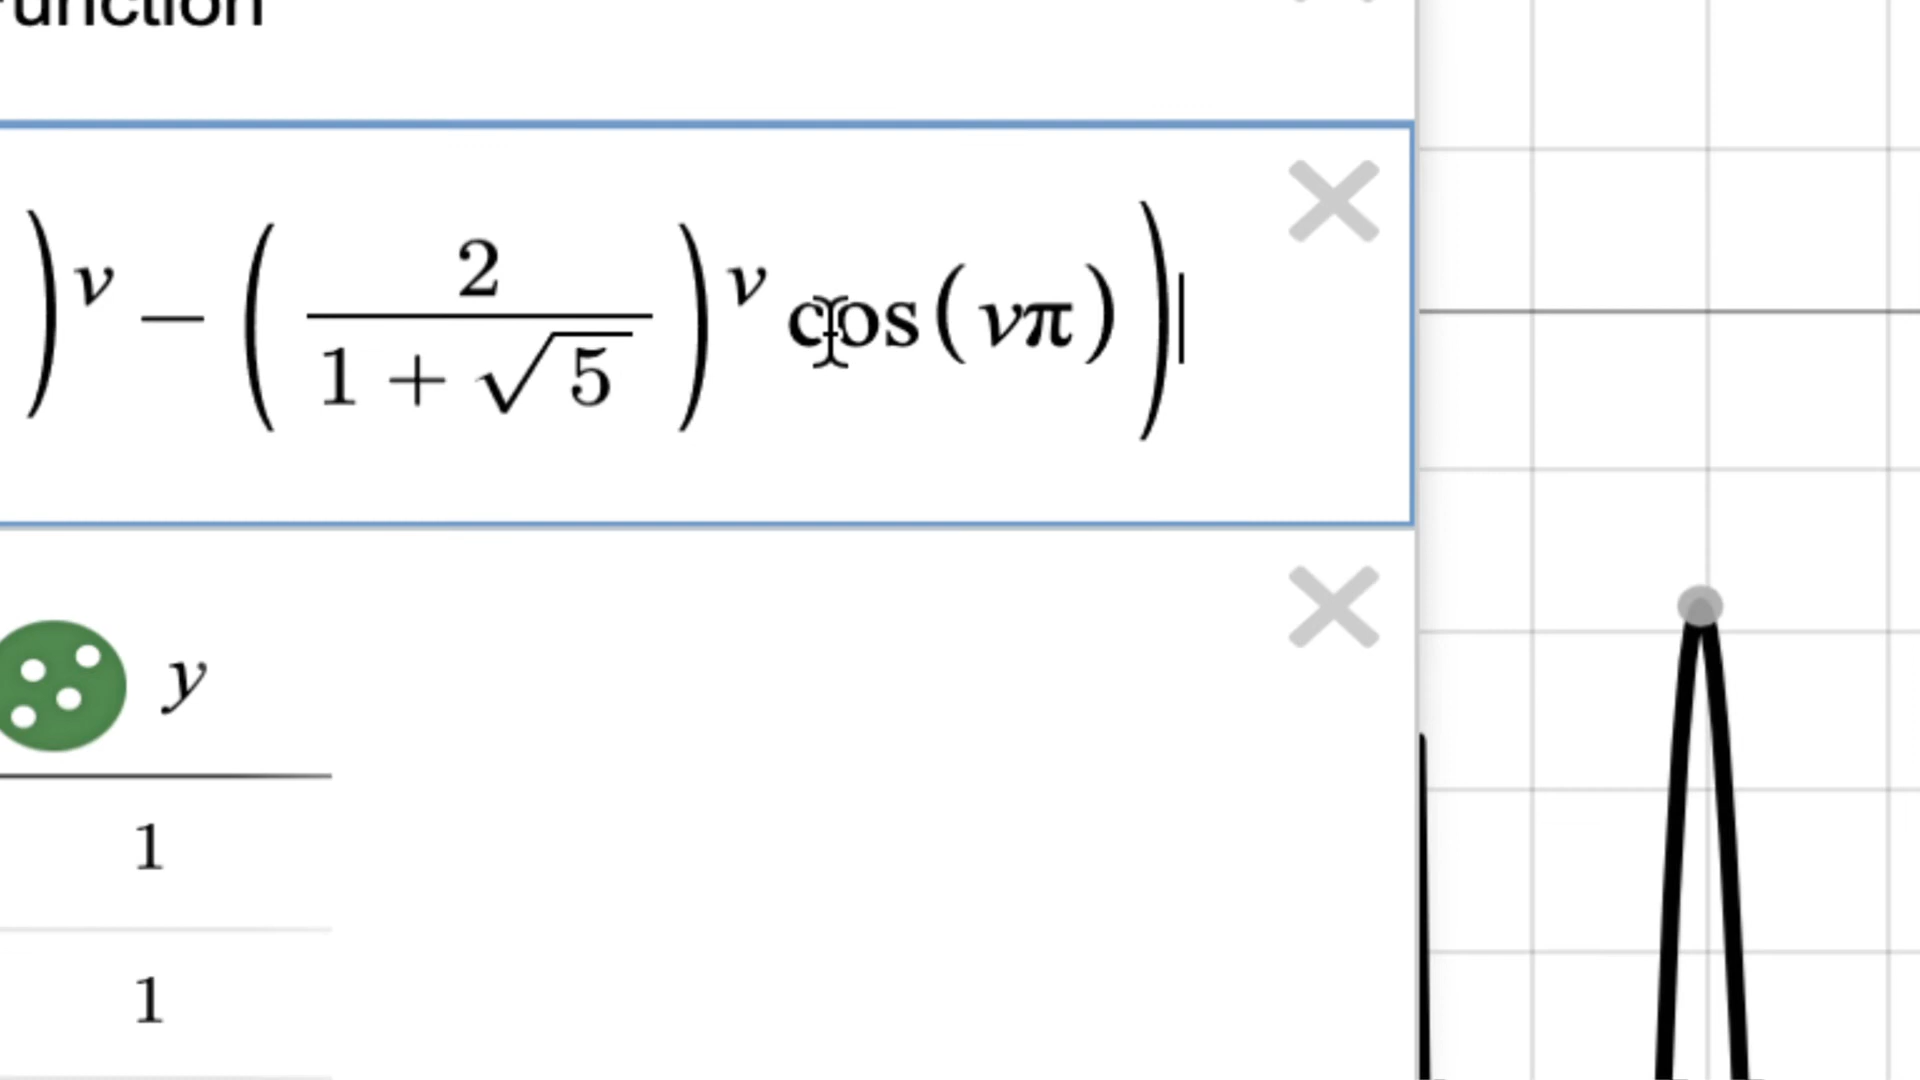 unction
)^v − (2/(1 + √5))^v cos(vπ))
y
1
1